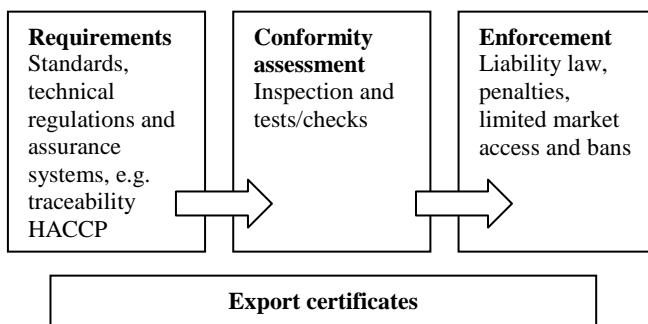 Requirements
Standards,
technical
regulations and
assurance
systems, e.g.
traceability
HACCP
Conformity
assessment
Inspection and
tests/checks
Enforcement
Liability law,
penalties,
limited market
access and bans
Export certificates